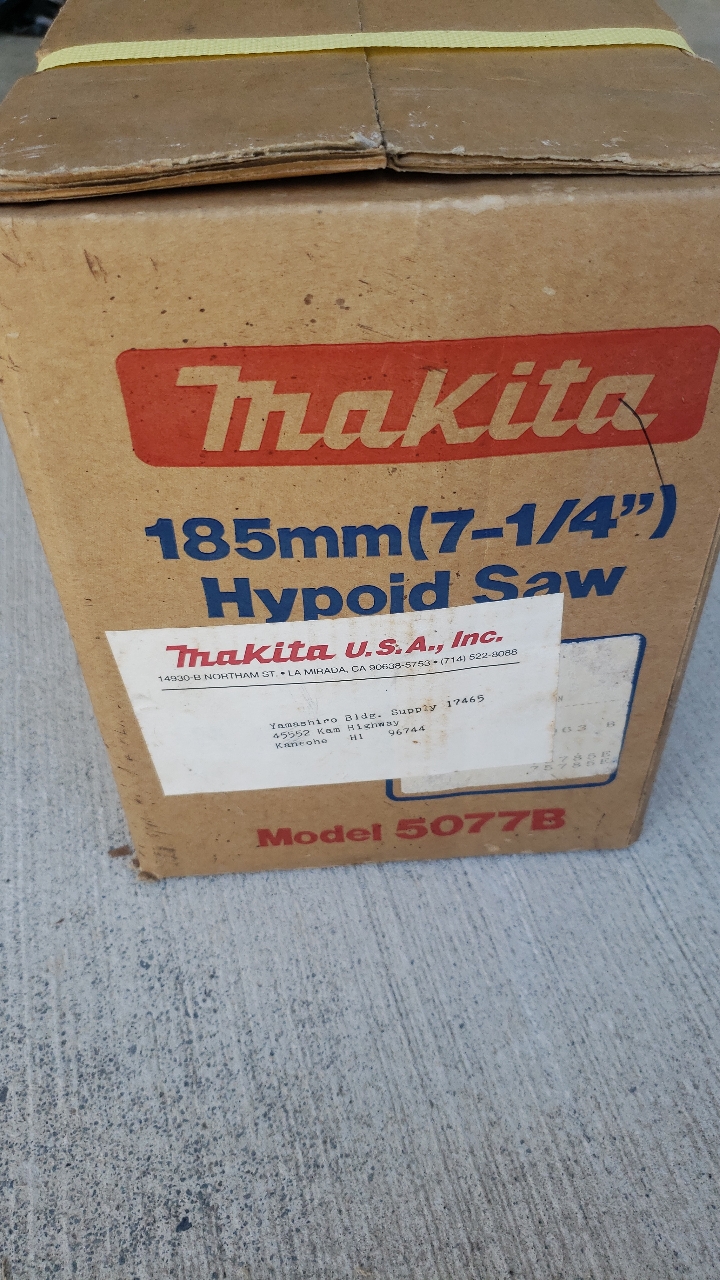 makita
185mm(7-1/4")
Hypoid Saw
makita U.S.A., Inc.
14930-B NORTHAM ST. • LA MIRADA, CA 90638-5753 • (714) 522-8088
Yamashiro Bldg. Supply 17465
45552 Kam Highway
Kaneohe HI 96744
Model 5077B